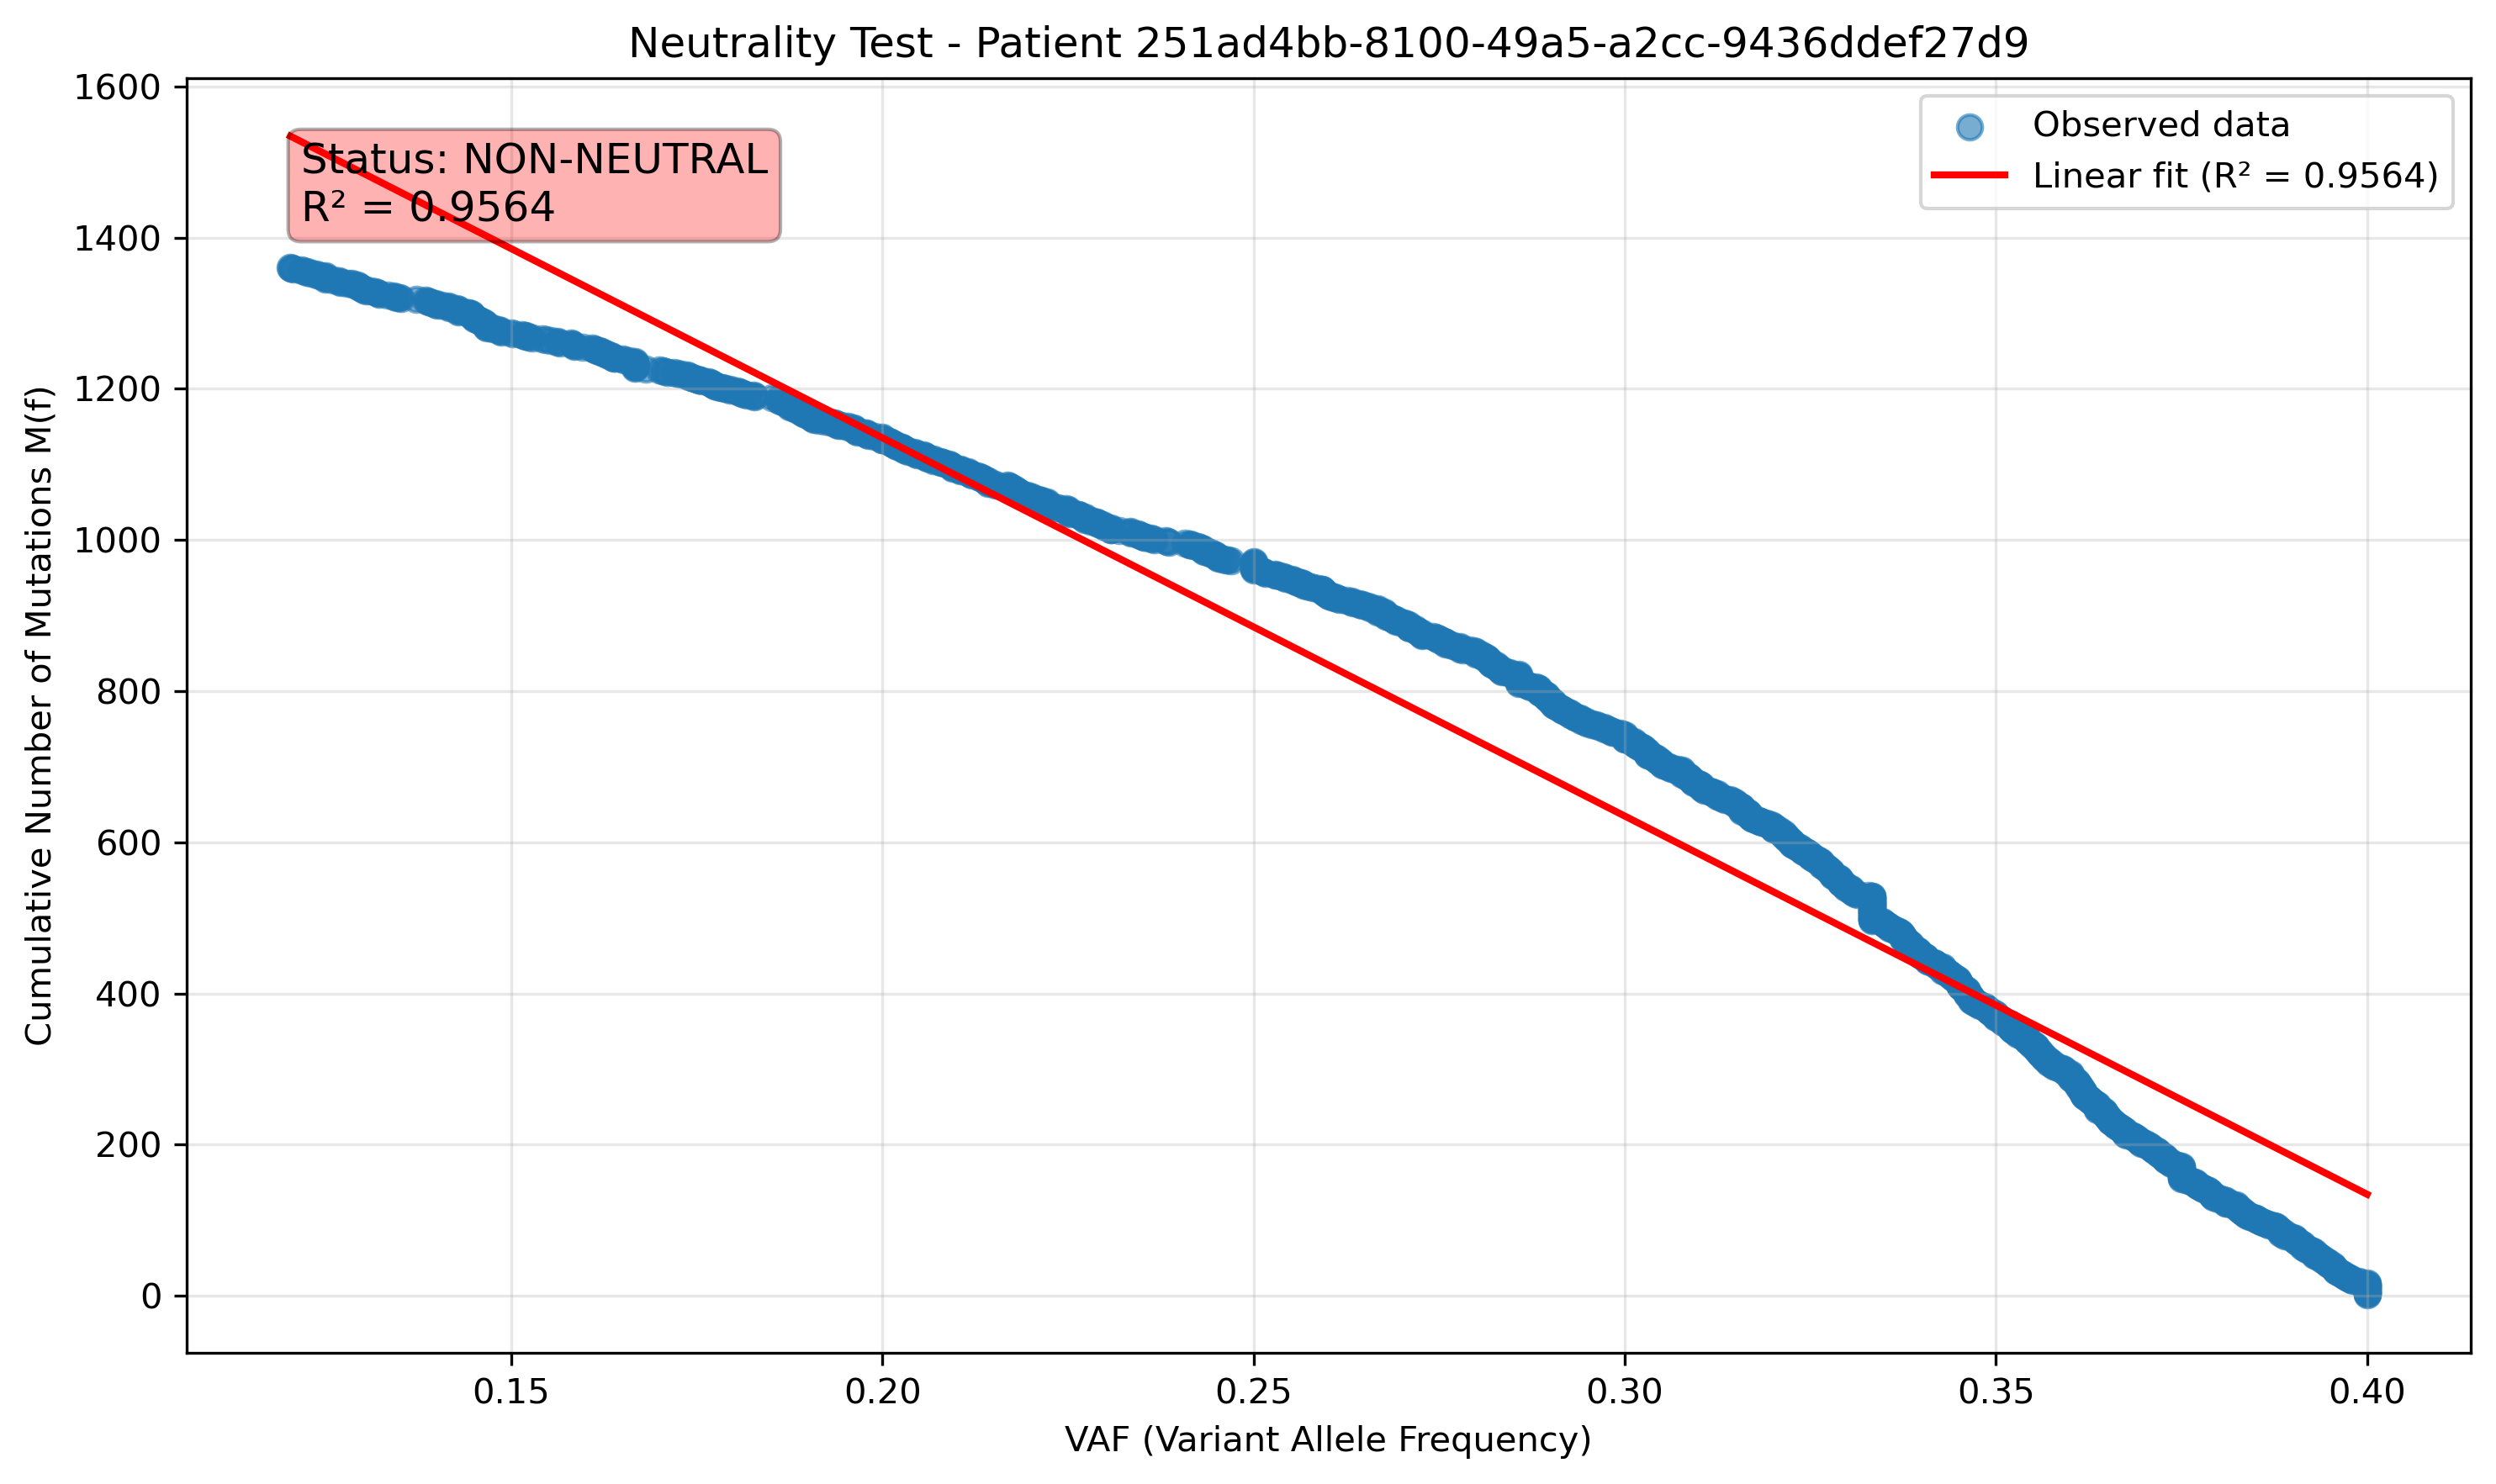 Neutrality Test - Patient 251ad4bb-8100-49a5-a2cc-9436ddef27d9
Observed data
Linear fit (R² = 0.9564)
Status: NON-NEUTRAL
R² = 0.9564
Cumulative Number of Mutations M(f)
1600
1400
1200
1000
800
600
400
200
0
0.15 0.20 0.25 0.30 0.35 0.40
VAF (Variant Allele Frequency)